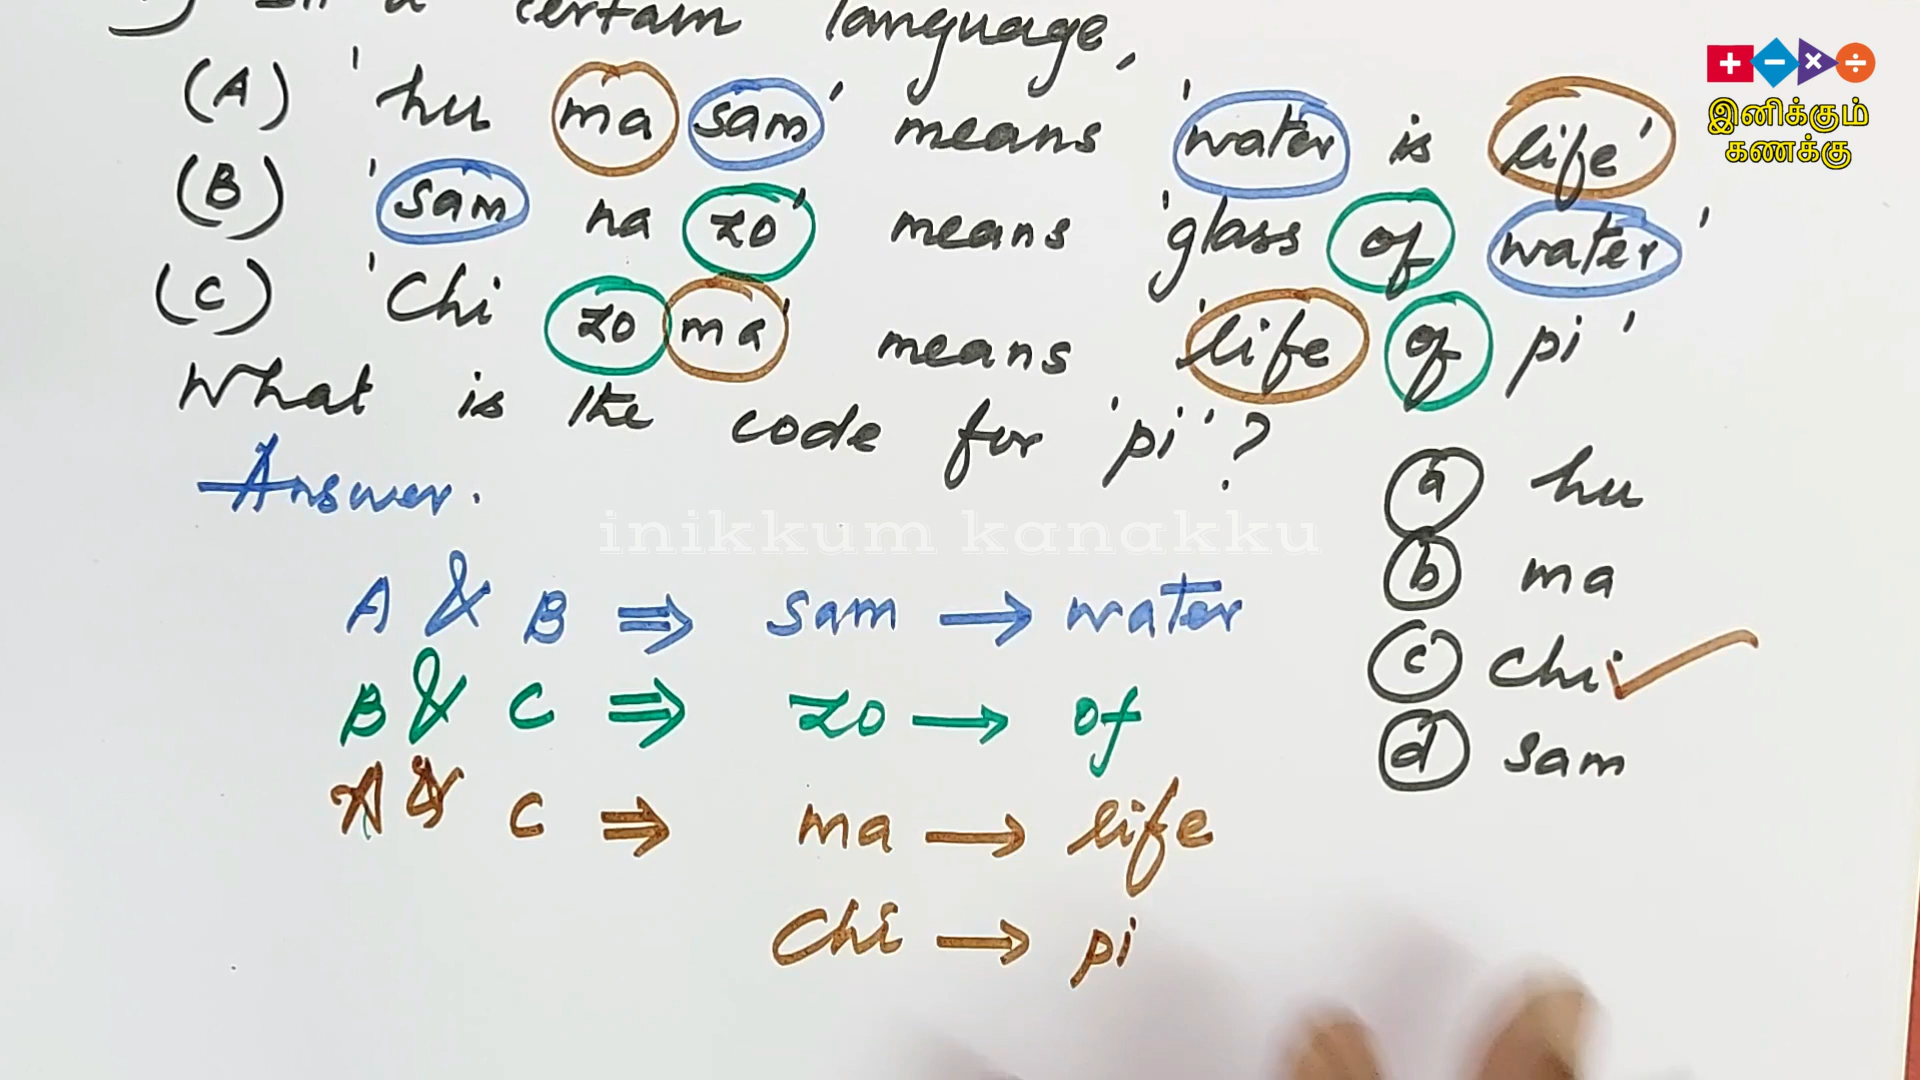 In a certain language,
(A) 'hu ma sam' means 'water is life'
(B) 'sam na zo' means 'glass of water'
(C) 'Chi zo ma' means 'life of pi'
What is the code for 'pi'?
Answer.
a hu
b ma
c chi
d sam
inikkum kanakku
A & B ⇒ sam → water
B & C ⇒ zo → of
A & C ⇒ ma → life
Chi → pi
+ − × ÷
இனிக்கும்
கணக்கு